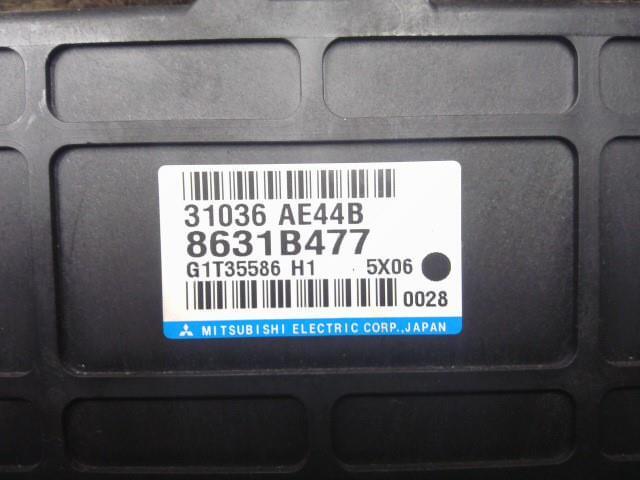 31036 AE44B
8631B477
G1T35586 H1 5X06
0028
MITSUBISHI ELECTRIC CORP.,JAPAN